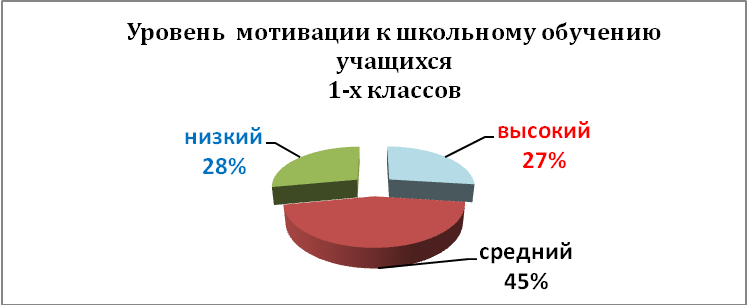 Уровень мотивации к школьному обучению
учащихся
1-х классов
низкий
28%
высокий
27%
средний
45%